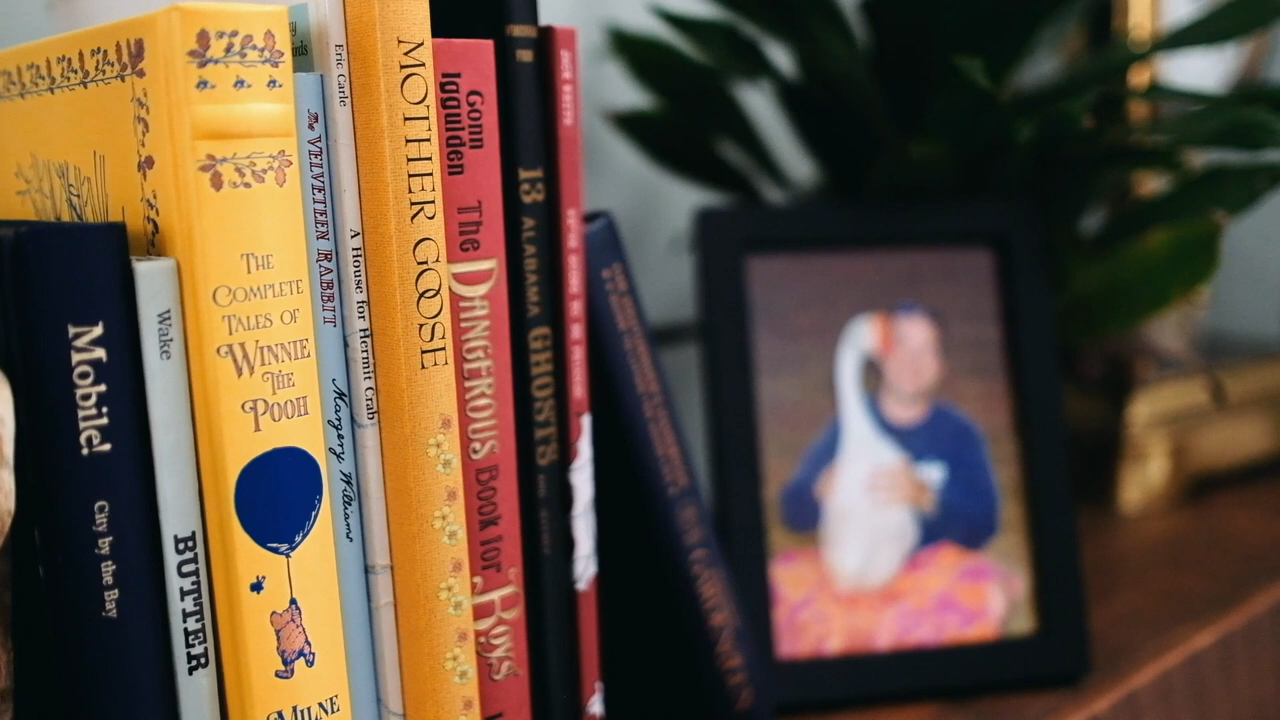 Mobile!
City by the Bay
Wake
BUTTER
THE
COMPLETE
TALES OF
WINNIE
THE
POOH
MILNE
The VELVETEEN RABBIT
Margery Williams
Eric Carle
A House for Hermit Crab
MOTHER GOOSE
Conn
Iggulden
The DANGEROUS Book for Boys
13 ALABAMA GHOSTS